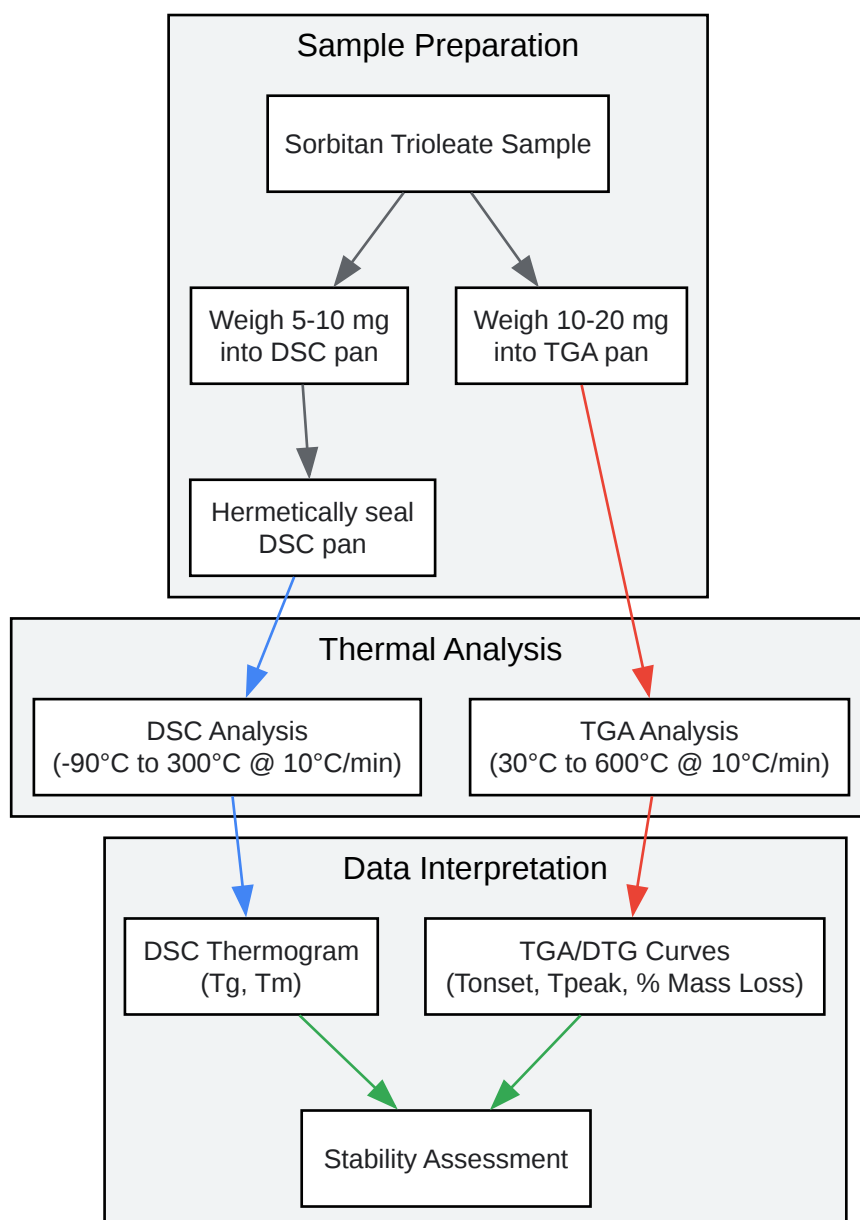 Sample Preparation
Sorbitan Trioleate Sample
Weigh 5-10 mg
into DSC pan
Weigh 10-20 mg
into TGA pan
Hermetically seal
DSC pan
Thermal Analysis
DSC Analysis
(-90°C to 300°C @ 10°C/min)
TGA Analysis
(30°C to 600°C @ 10°C/min)
Data Interpretation
DSC Thermogram
(Tg, Tm)
TGA/DTG Curves
(Tonset, Tpeak, % Mass Loss)
Stability Assessment